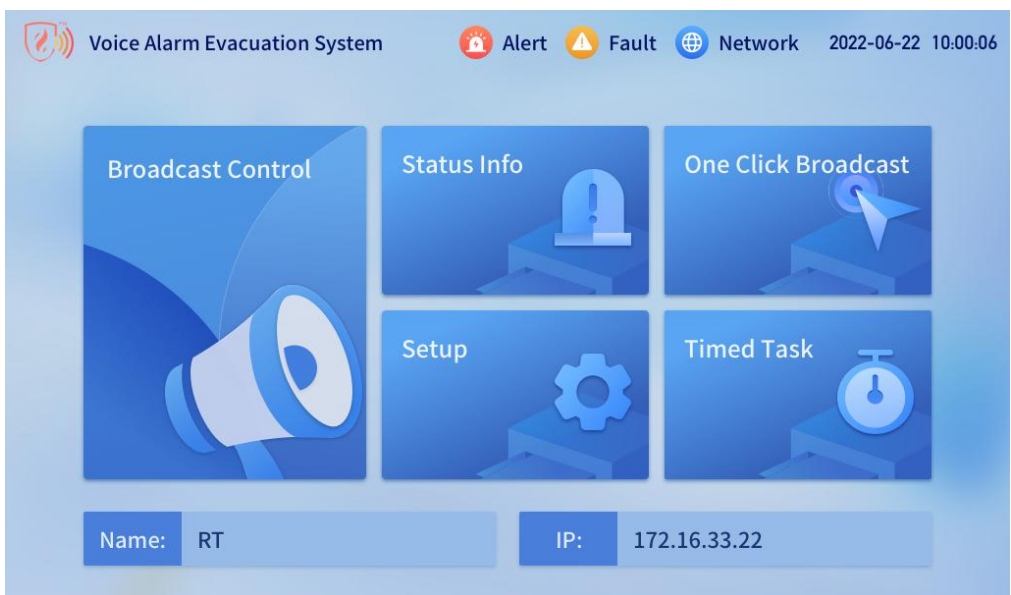 Voice Alarm Evacuation System
Alert
Fault
Network
2022-06-22 10:00:06
Broadcast Control
Status Info
One Click Broadcast
Setup
Timed Task
Name: RT
IP: 172.16.33.22